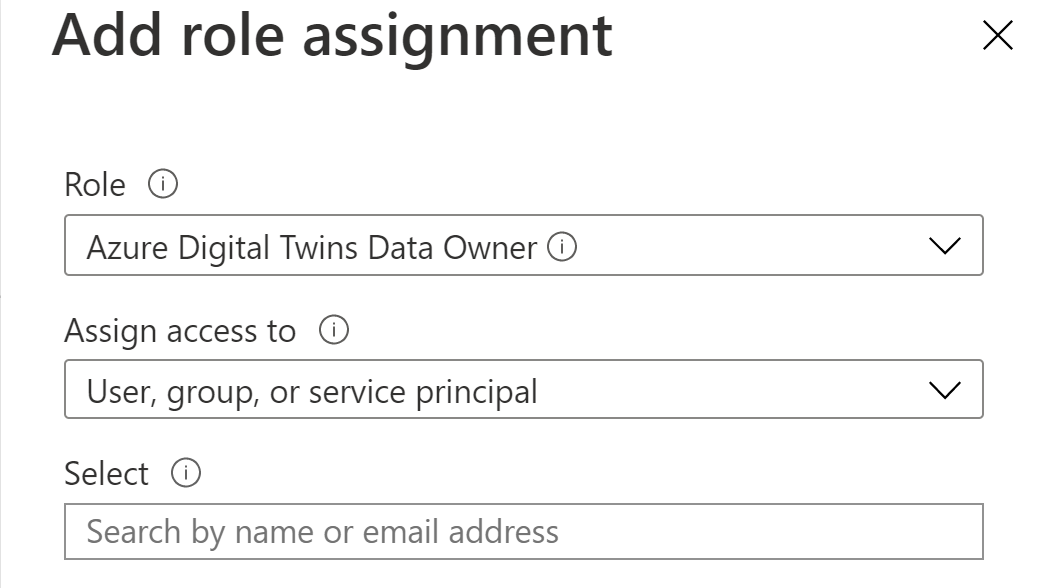 Add role assignment
Role
Azure Digital Twins Data Owner
Assign access to
User, group, or service principal
Select
Search by name or email address